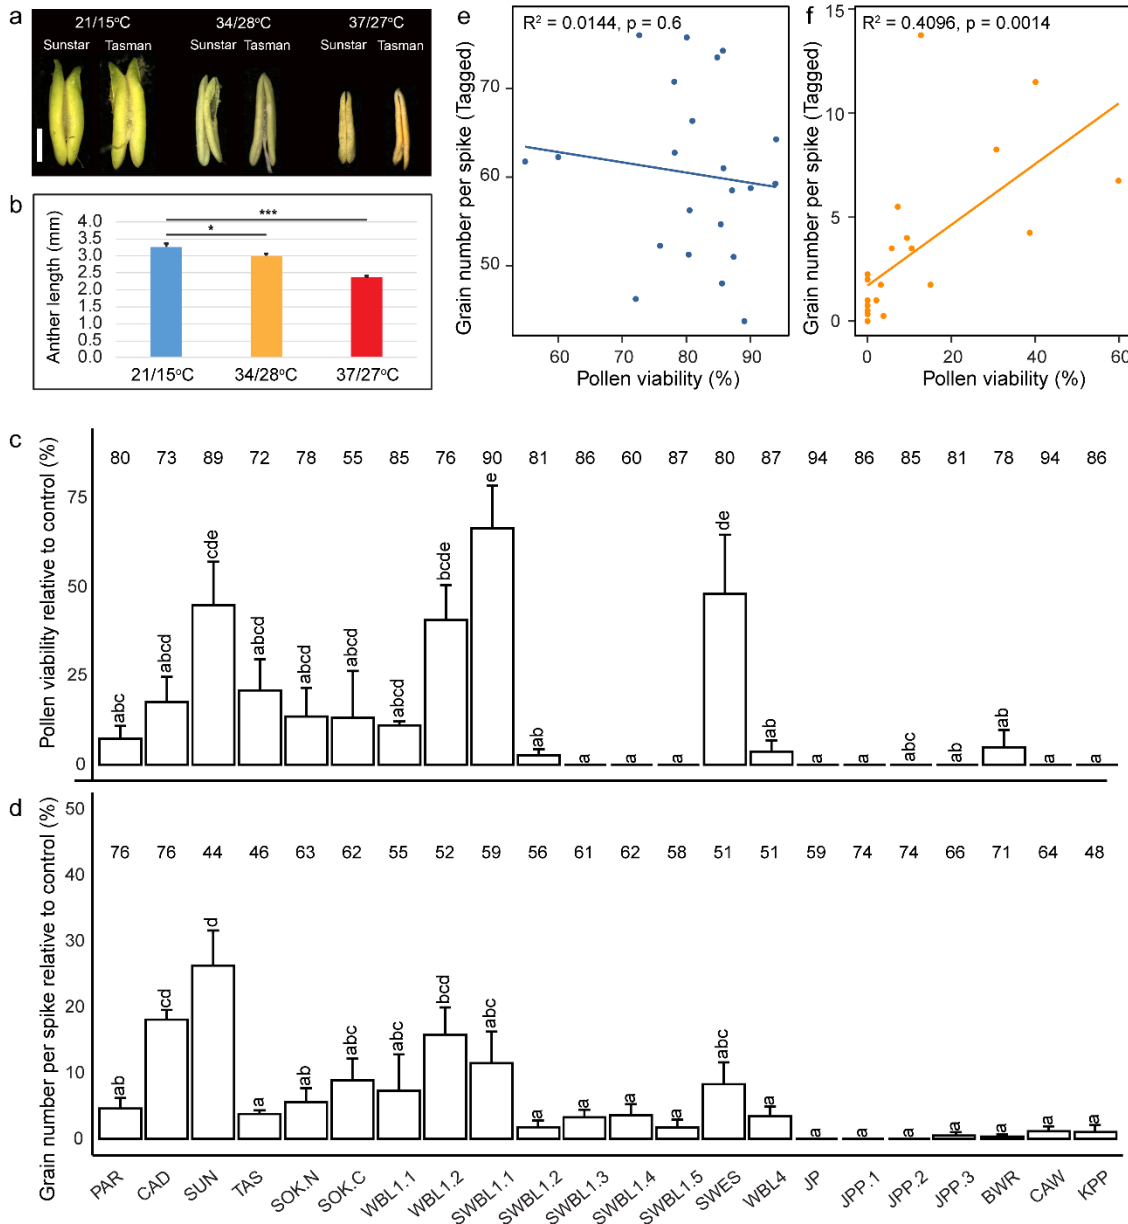 a
21/15°C 34/28°C 37/27°C
Sunstar Tasman Sunstar Tasman Sunstar Tasman
b
Anther length (mm)
4.0
3.5
3.0
2.5
2.0
1.5
1.0
0.5
0.0
***
*
21/15°C 34/28°C 37/27°C
e
R² = 0.0144, p = 0.6
Grain number per spike (Tagged)
70
60
50
60 70 80 90
Pollen viability (%)
f
R² = 0.4096, p = 0.0014
Grain number per spike (Tagged)
15
10
5
0
0 20 40 60
Pollen viability (%)
c
Pollen viability relative to control (%)
80 73 89 72 78 55 85 76 90 81 86 60 87 80 87 94 86 85 81 78 94 86
75
50
25
0
abc abcd cde abcd abcd abcd abcd bcde e ab a a a de ab a a abc ab ab a a
d
Grain number per spike relative to control (%)
50
40
30
20
10
0
76 76 44 46 63 62 55 52 59 56 61 62 58 51 51 59 74 74 66 71 64 48
ab cd d a ab abc abc bcd abc a a a a abc a a a a a a a a
PAR CAD SUN TAS SOK.N SOK.C WBL1.1 WBL1.2 SWBL1.1 SWBL1.2 SWBL1.3 SWBL1.4 SWBL1.5 SWES WBL4 JP JPP.1 JPP.2 JPP.3 BWR CAW KPP